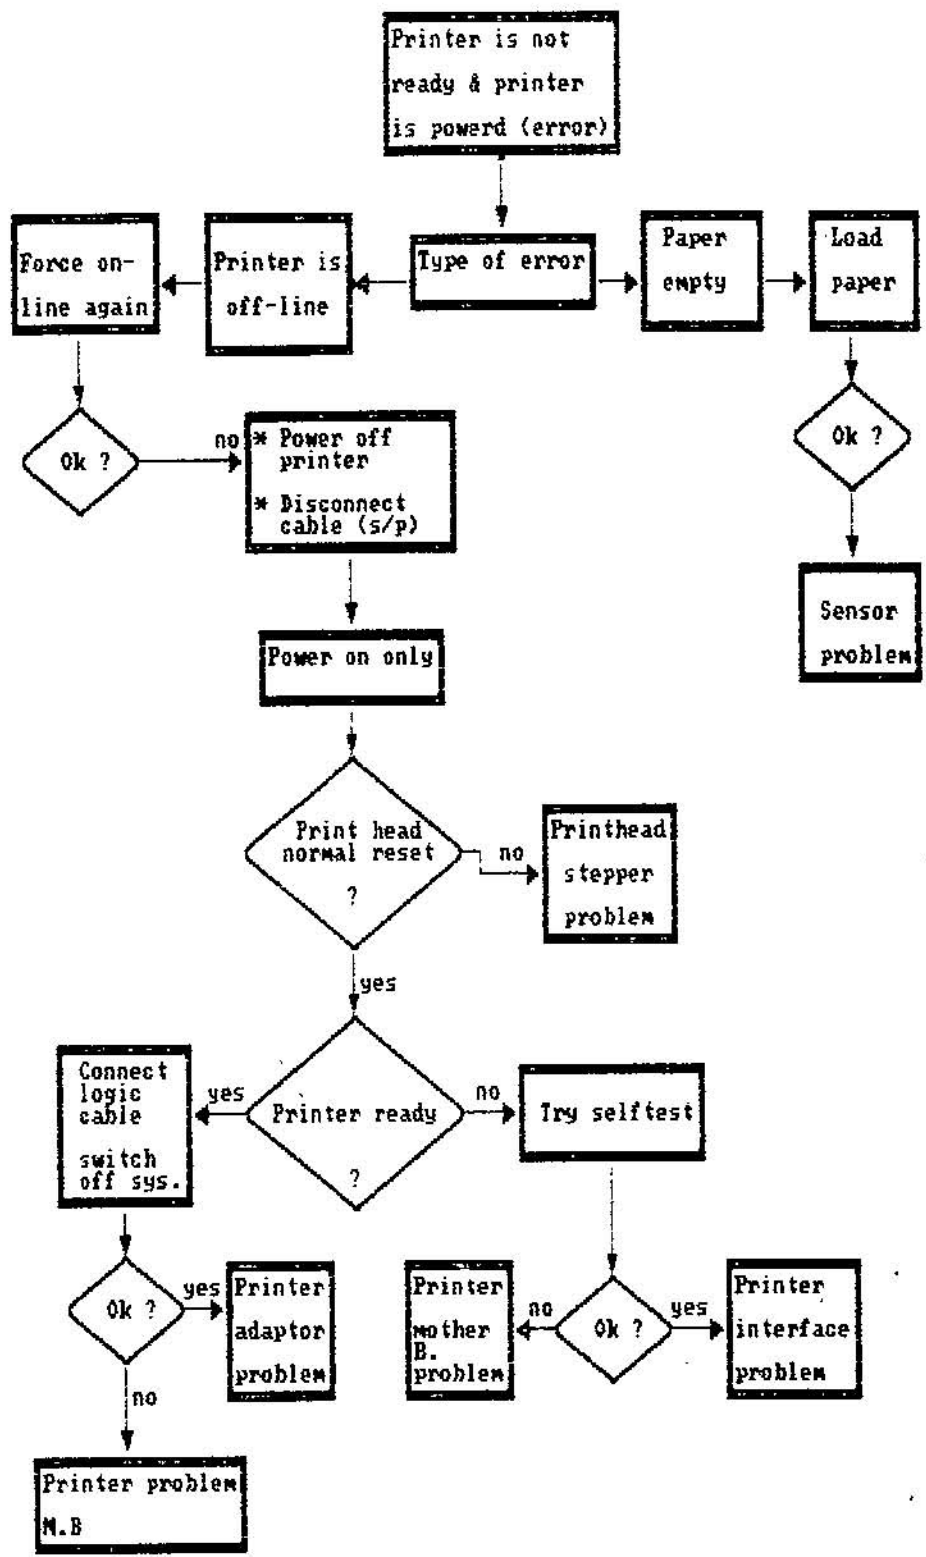 Printer is not
ready & printer
is powerd (error)
Force on-
line again
Printer is
off-line
Type of error
Paper
empty
Load
paper
Ok ?
no
* Power off
printer
* Disconnect
cable (s/p)
Ok ?
Sensor
problem
Power on only
Print head
normal reset
?
no
Printhead
stepper
problem
yes
Connect
logic
cable
switch
off sys.
yes
Printer ready
?
no
Try selftest
Ok ?
yes
Printer
adaptor
problem
Printer
mother
B.
problem
no
Ok ?
yes
Printer
interface
problem
no
Printer problem
M.B